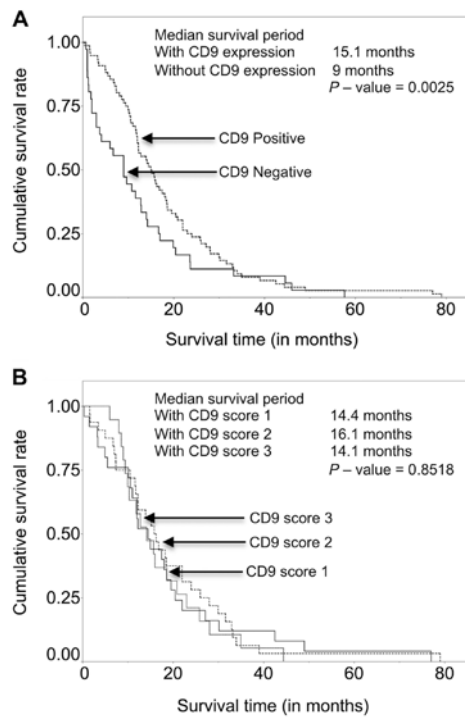 A
Median survival period
With CD9 expression 15.1 months
Without CD9 expression 9 months
P – value = 0.0025
CD9 Positive
CD9 Negative
Cumulative survival rate
1.00
0.75
0.50
0.25
0.00
0 20 40 60 80
Survival time (in months)
B
Median survival period
With CD9 score 1 14.4 months
With CD9 score 2 16.1 months
With CD9 score 3 14.1 months
P – value = 0.8518
CD9 score 3
CD9 score 2
CD9 score 1
Cumulative survival rate
1.00
0.75
0.50
0.25
0.00
0 20 40 60 80
Survival time (in months)